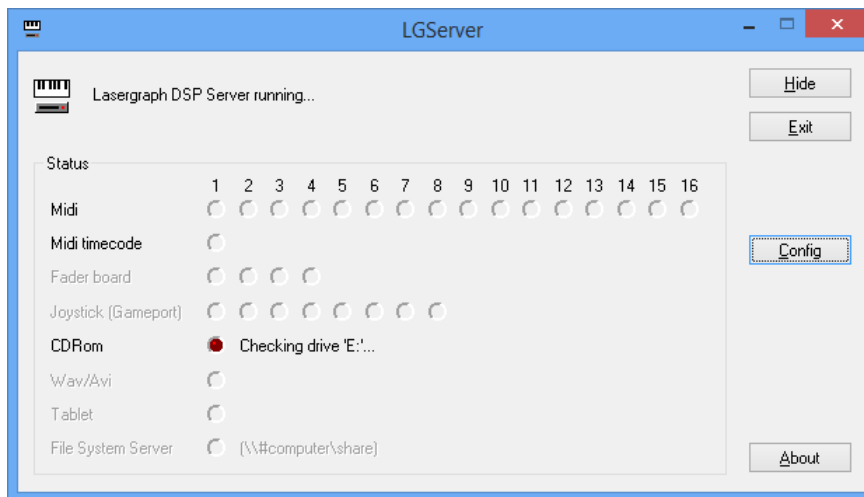 LGServer
Lasergraph DSP Server running...
Hide
Exit
Status
1 2 3 4 5 6 7 8 9 10 11 12 13 14 15 16
Midi
Midi timecode
Config
Fader board
Joystick (Gameport)
CDRom Checking drive 'E:'...
Wav/Avi
Tablet
File System Server (\\#computer\share)
About